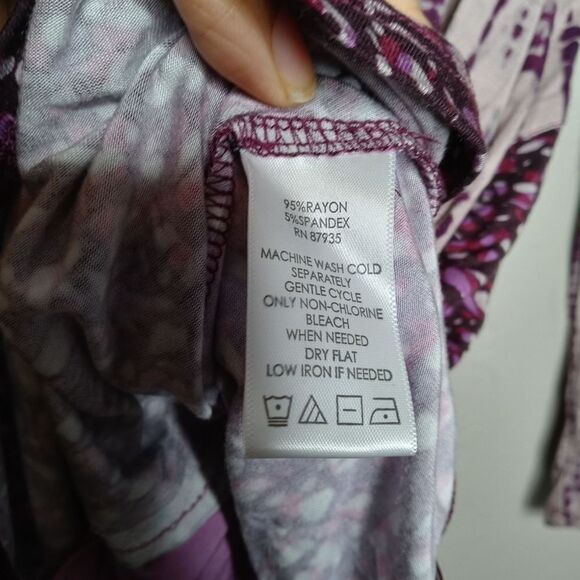 95%RAYON
5%SPANDEX
RN 87935
MACHINE WASH COLD
SEPARATELY
GENTLE CYCLE
ONLY NON-CHLORINE
BLEACH
WHEN NEEDED
DRY FLAT
LOW IRON IF NEEDED